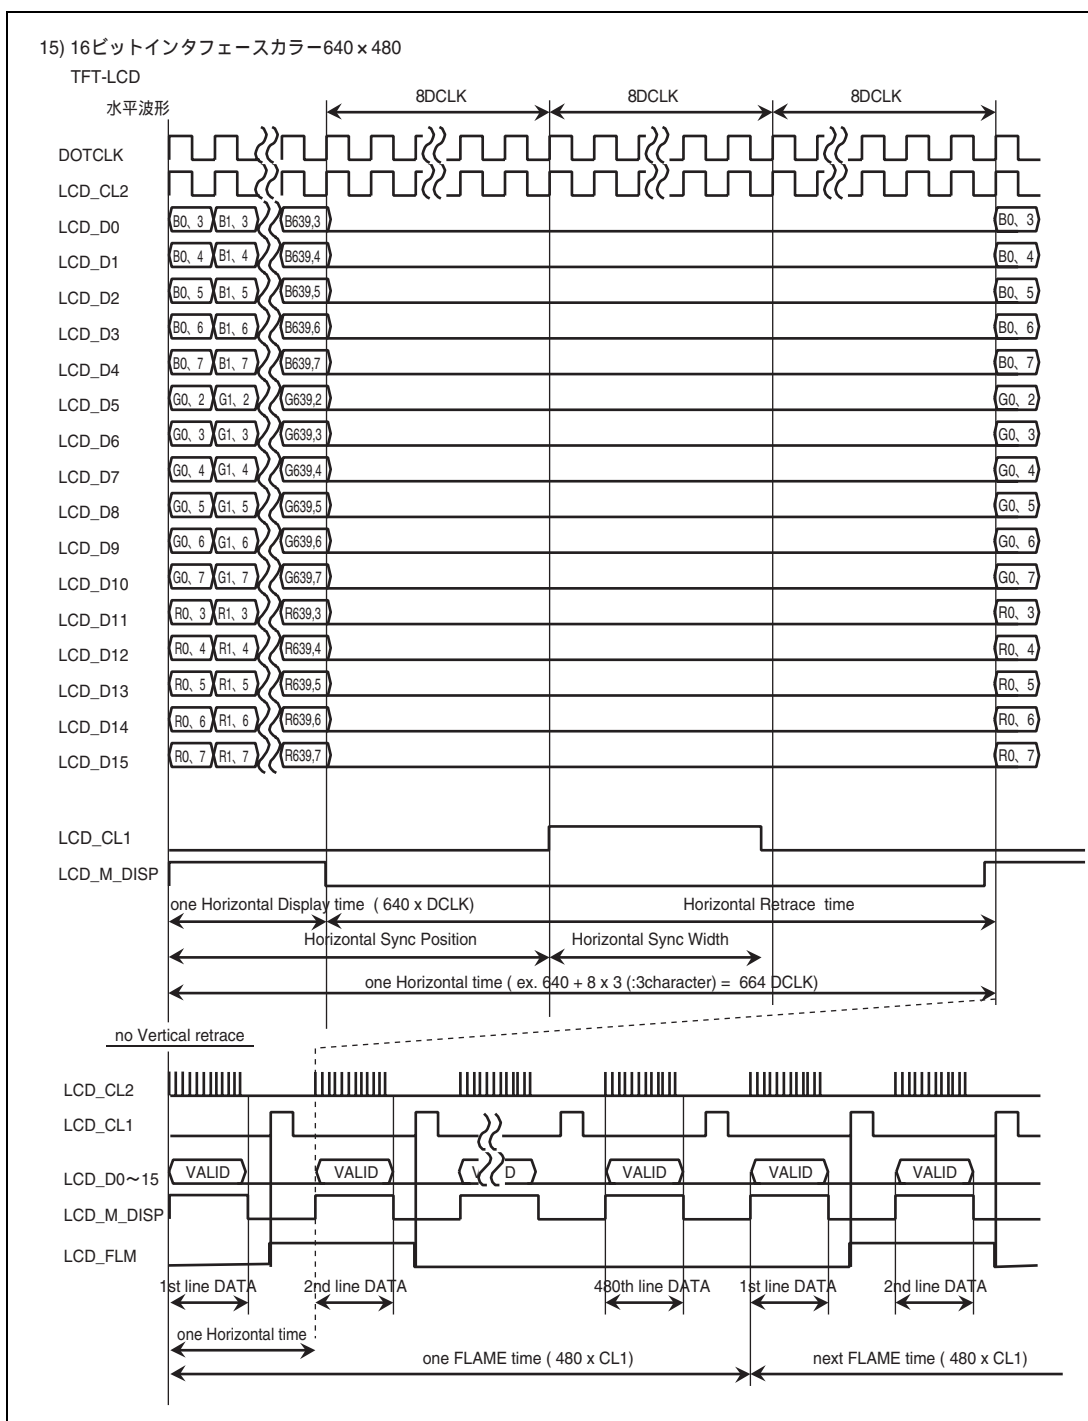 15) 16ビットインタフェースカラー640×480
TFT-LCD
水平波形
8DCLK 8DCLK 8DCLK
DOTCLK
LCD_CL2
LCD_D0 B0、3 B1、3 B639,3 B0、3
LCD_D1 B0、4 B1、4 B639,4 B0、4
LCD_D2 B0、5 B1、5 B639,5 B0、5
LCD_D3 B0、6 B1、6 B639,6 B0、6
LCD_D4 B0、7 B1、7 B639,7 B0、7
LCD_D5 G0、2 G1、2 G639,2 G0、2
LCD_D6 G0、3 G1、3 G639,3 G0、3
LCD_D7 G0、4 G1、4 G639,4 G0、4
LCD_D8 G0、5 G1、5 G639,5 G0、5
LCD_D9 G0、6 G1、6 G639,6 G0、6
LCD_D10 G0、7 G1、7 G639,7 G0、7
LCD_D11 R0、3 R1、3 R639,3 R0、3
LCD_D12 R0、4 R1、4 R639,4 R0、4
LCD_D13 R0、5 R1、5 R639,5 R0、5
LCD_D14 R0、6 R1、6 R639,6 R0、6
LCD_D15 R0、7 R1、7 R639,7 R0、7
LCD_CL1
LCD_M_DISP
one Horizontal Display time ( 640 x DCLK) Horizontal Retrace time
Horizontal Sync Position Horizontal Sync Width
one Horizontal time ( ex. 640 + 8 x 3 (:3character) = 664 DCLK)
no Vertical retrace
LCD_CL2
LCD_CL1
LCD_D0～15 VALID VALID V D VALID VALID VALID
LCD_M_DISP
LCD_FLM
1st line DATA 2nd line DATA 480th line DATA 1st line DATA 2nd line DATA
one Horizontal time
one FLAME time ( 480 x CL1) next FLAME time ( 480 x CL1)